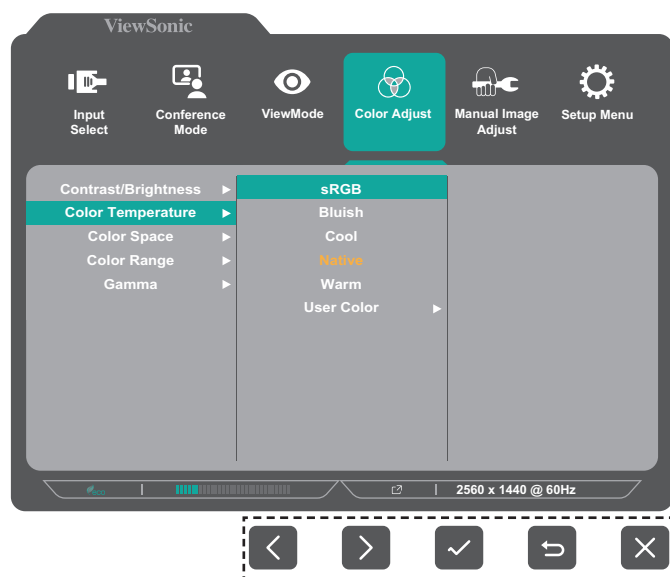 ViewSonic
Input
Select
Conference
Mode
ViewMode
Color Adjust
Manual Image
Adjust
Setup Menu
Contrast/Brightness
Color Temperature
Color Space
Color Range
Gamma
sRGB
Bluish
Cool
Native
Warm
User Color
eco
2560 x 1440 @ 60Hz